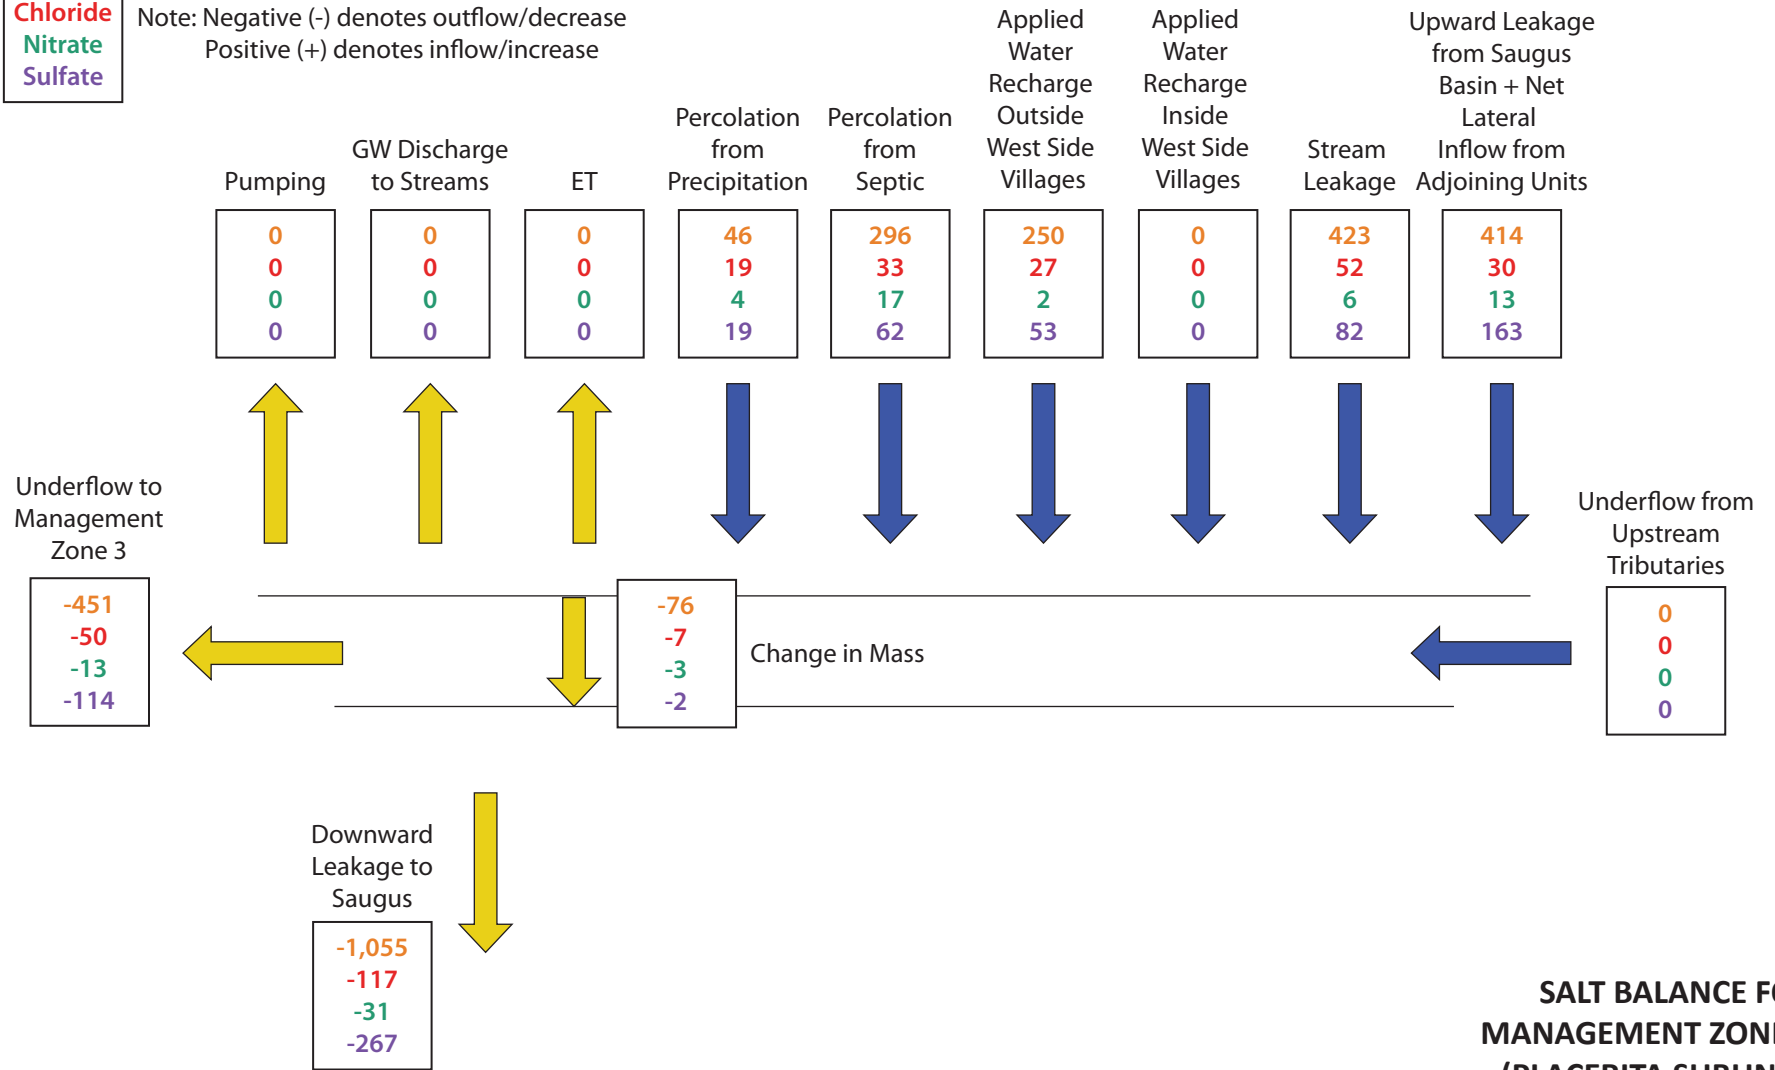 Chloride
Nitrate
Sulfate
Note: Negative (-) denotes outflow/decrease
Positive (+) denotes inflow/increase
Pumping
GW Discharge
to Streams
ET
Percolation
from
Precipitation
Percolation
from
Septic
Applied
Water
Recharge
Outside
West Side
Villages
Applied
Water
Recharge
Inside
West Side
Villages
Stream
Leakage
Upward Leakage
from Saugus
Basin + Net
Lateral
Inflow from
Adjoining Units
0
0
0
0
0
0
0
0
0
0
0
0
46
19
4
19
296
33
17
62
250
27
2
53
0
0
0
0
423
52
6
82
414
30
13
163
Underflow to
Management
Zone 3
-451
-50
-13
-114
-76
-7
-3
-2
Change in Mass
Underflow from
Upstream
Tributaries
0
0
0
0
Downward
Leakage to
Saugus
-1,055
-117
-31
-267
SALT BALANCE
MANAGEMENT